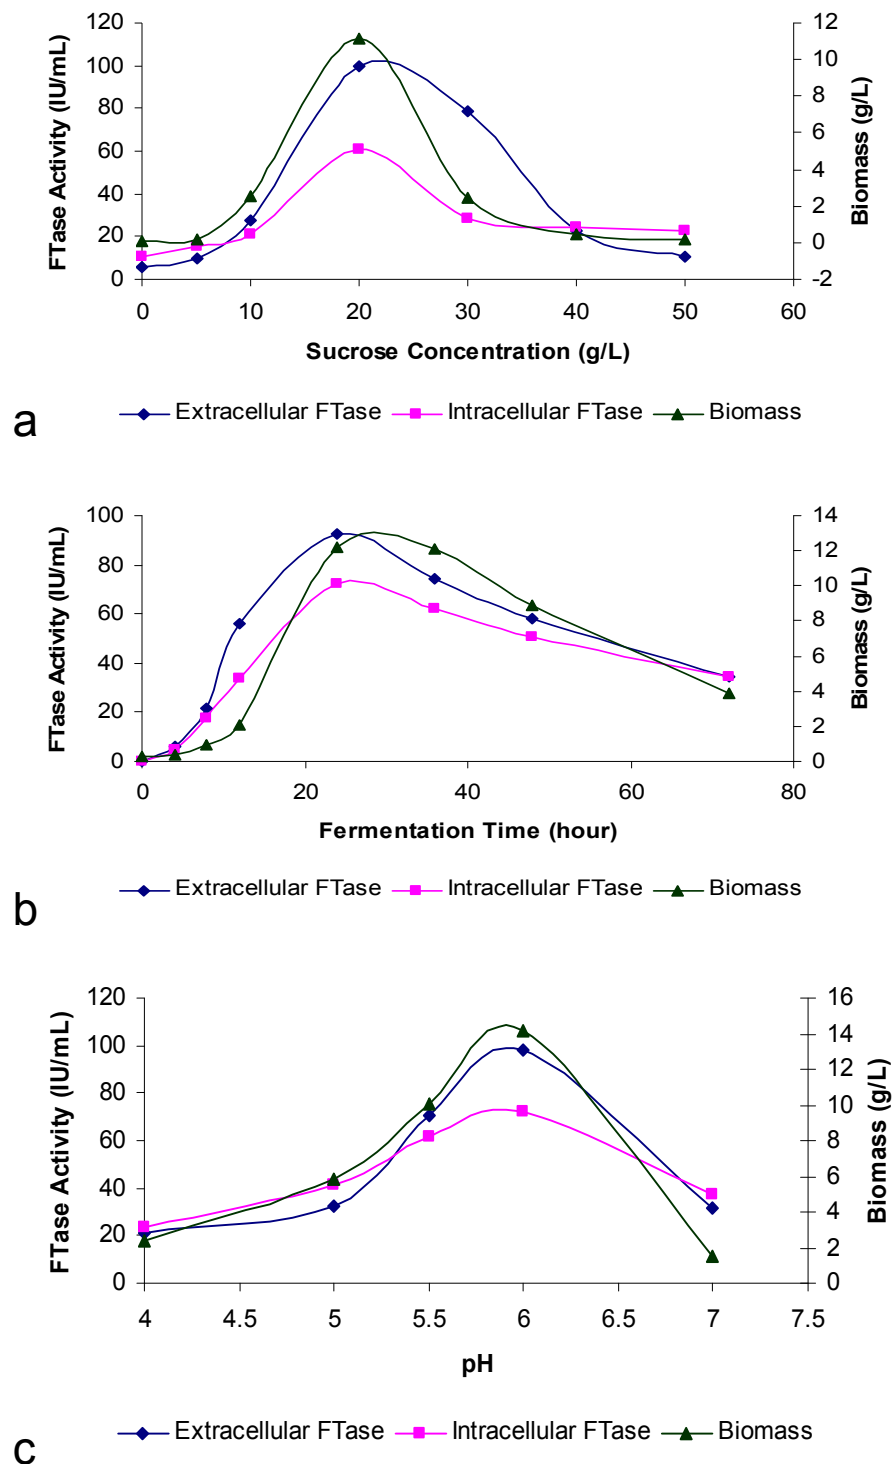 120
100
80
60
40
20
0
FTase Activity (IU/mL)
12
10
8
6
4
2
0
-2
Biomass (g/L)
0 10 20 30 40 50 60
Sucrose Concentration (g/L)
Extracellular FTase Intracellular FTase Biomass
a
100
80
60
40
20
0
FTase Activity (IU/mL)
14
12
10
8
6
4
2
0
Biomass (g/L)
0 20 40 60 80
Fermentation Time (hour)
Extracellular FTase Intracellular FTase Biomass
b
120
100
80
60
40
20
0
FTase Activity (IU/mL)
16
14
12
10
8
6
4
2
0
Biomass (g/L)
4 4.5 5 5.5 6 6.5 7 7.5
pH
Extracellular FTase Intracellular FTase Biomass
c